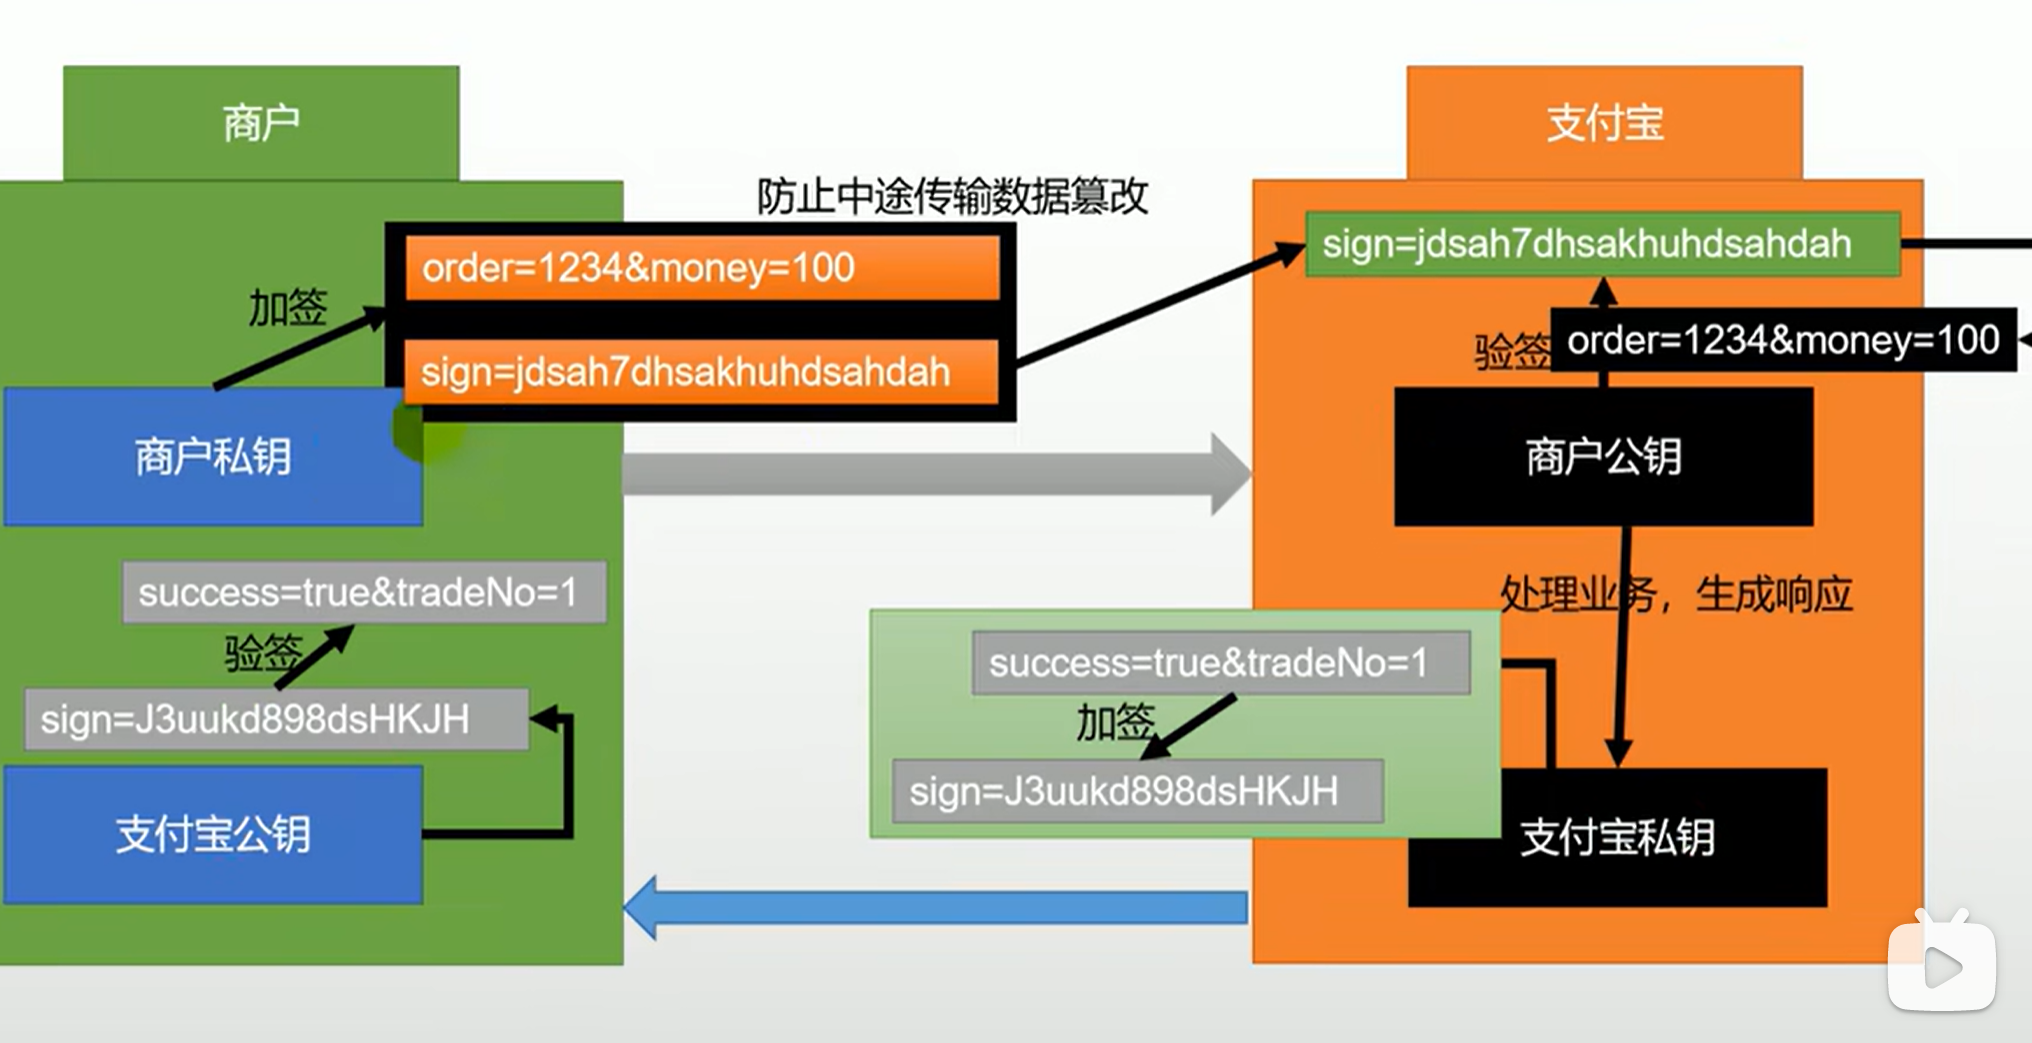 商户
支付宝
防止中途传输数据篡改
order=1234&money=100
sign=jdsah7dhsakhuhdsahdah
加签
sign=jdsah7dhsakhuhdsahdah
验签
order=1234&money=100
商户私钥
商户公钥
success=true&tradeNo=1
处理业务，生成响应
验签
success=true&tradeNo=1
sign=J3uukd898dsHKJH
加签
sign=J3uukd898dsHKJH
支付宝公钥
支付宝私钥